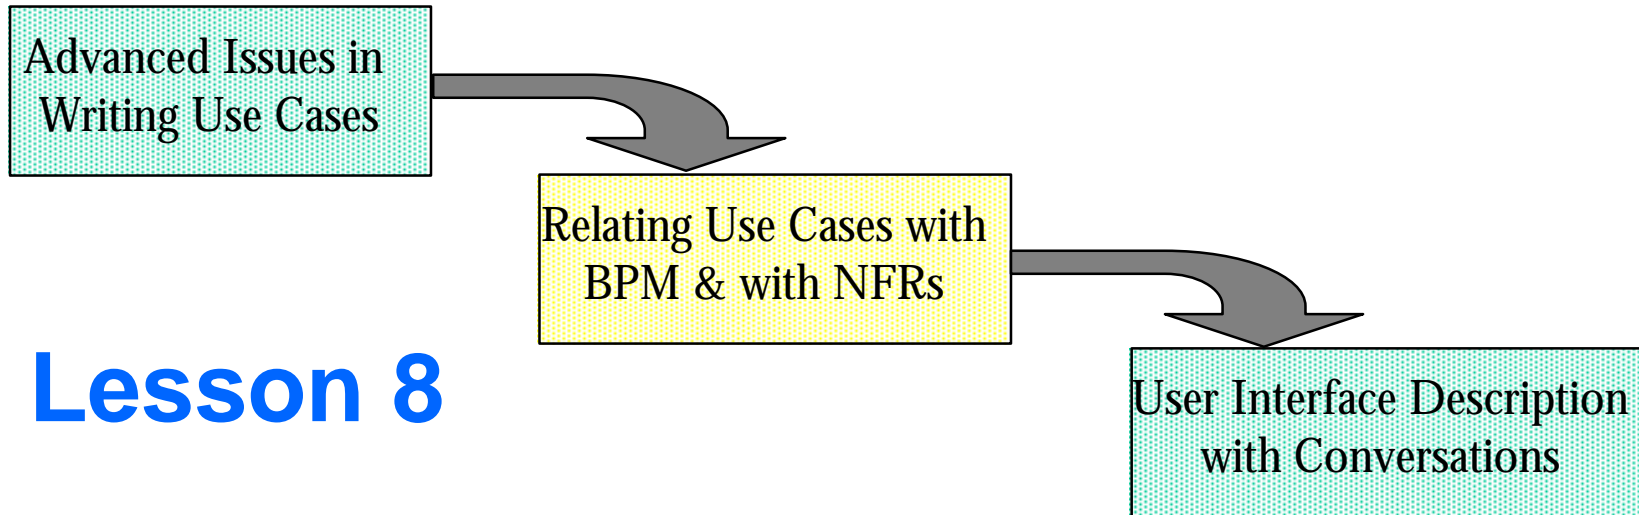 Advanced Issues in
Writing Use Cases
Relating Use Cases with
BPM & with NFRs
Lesson 8
User Interface Description
with Conversations